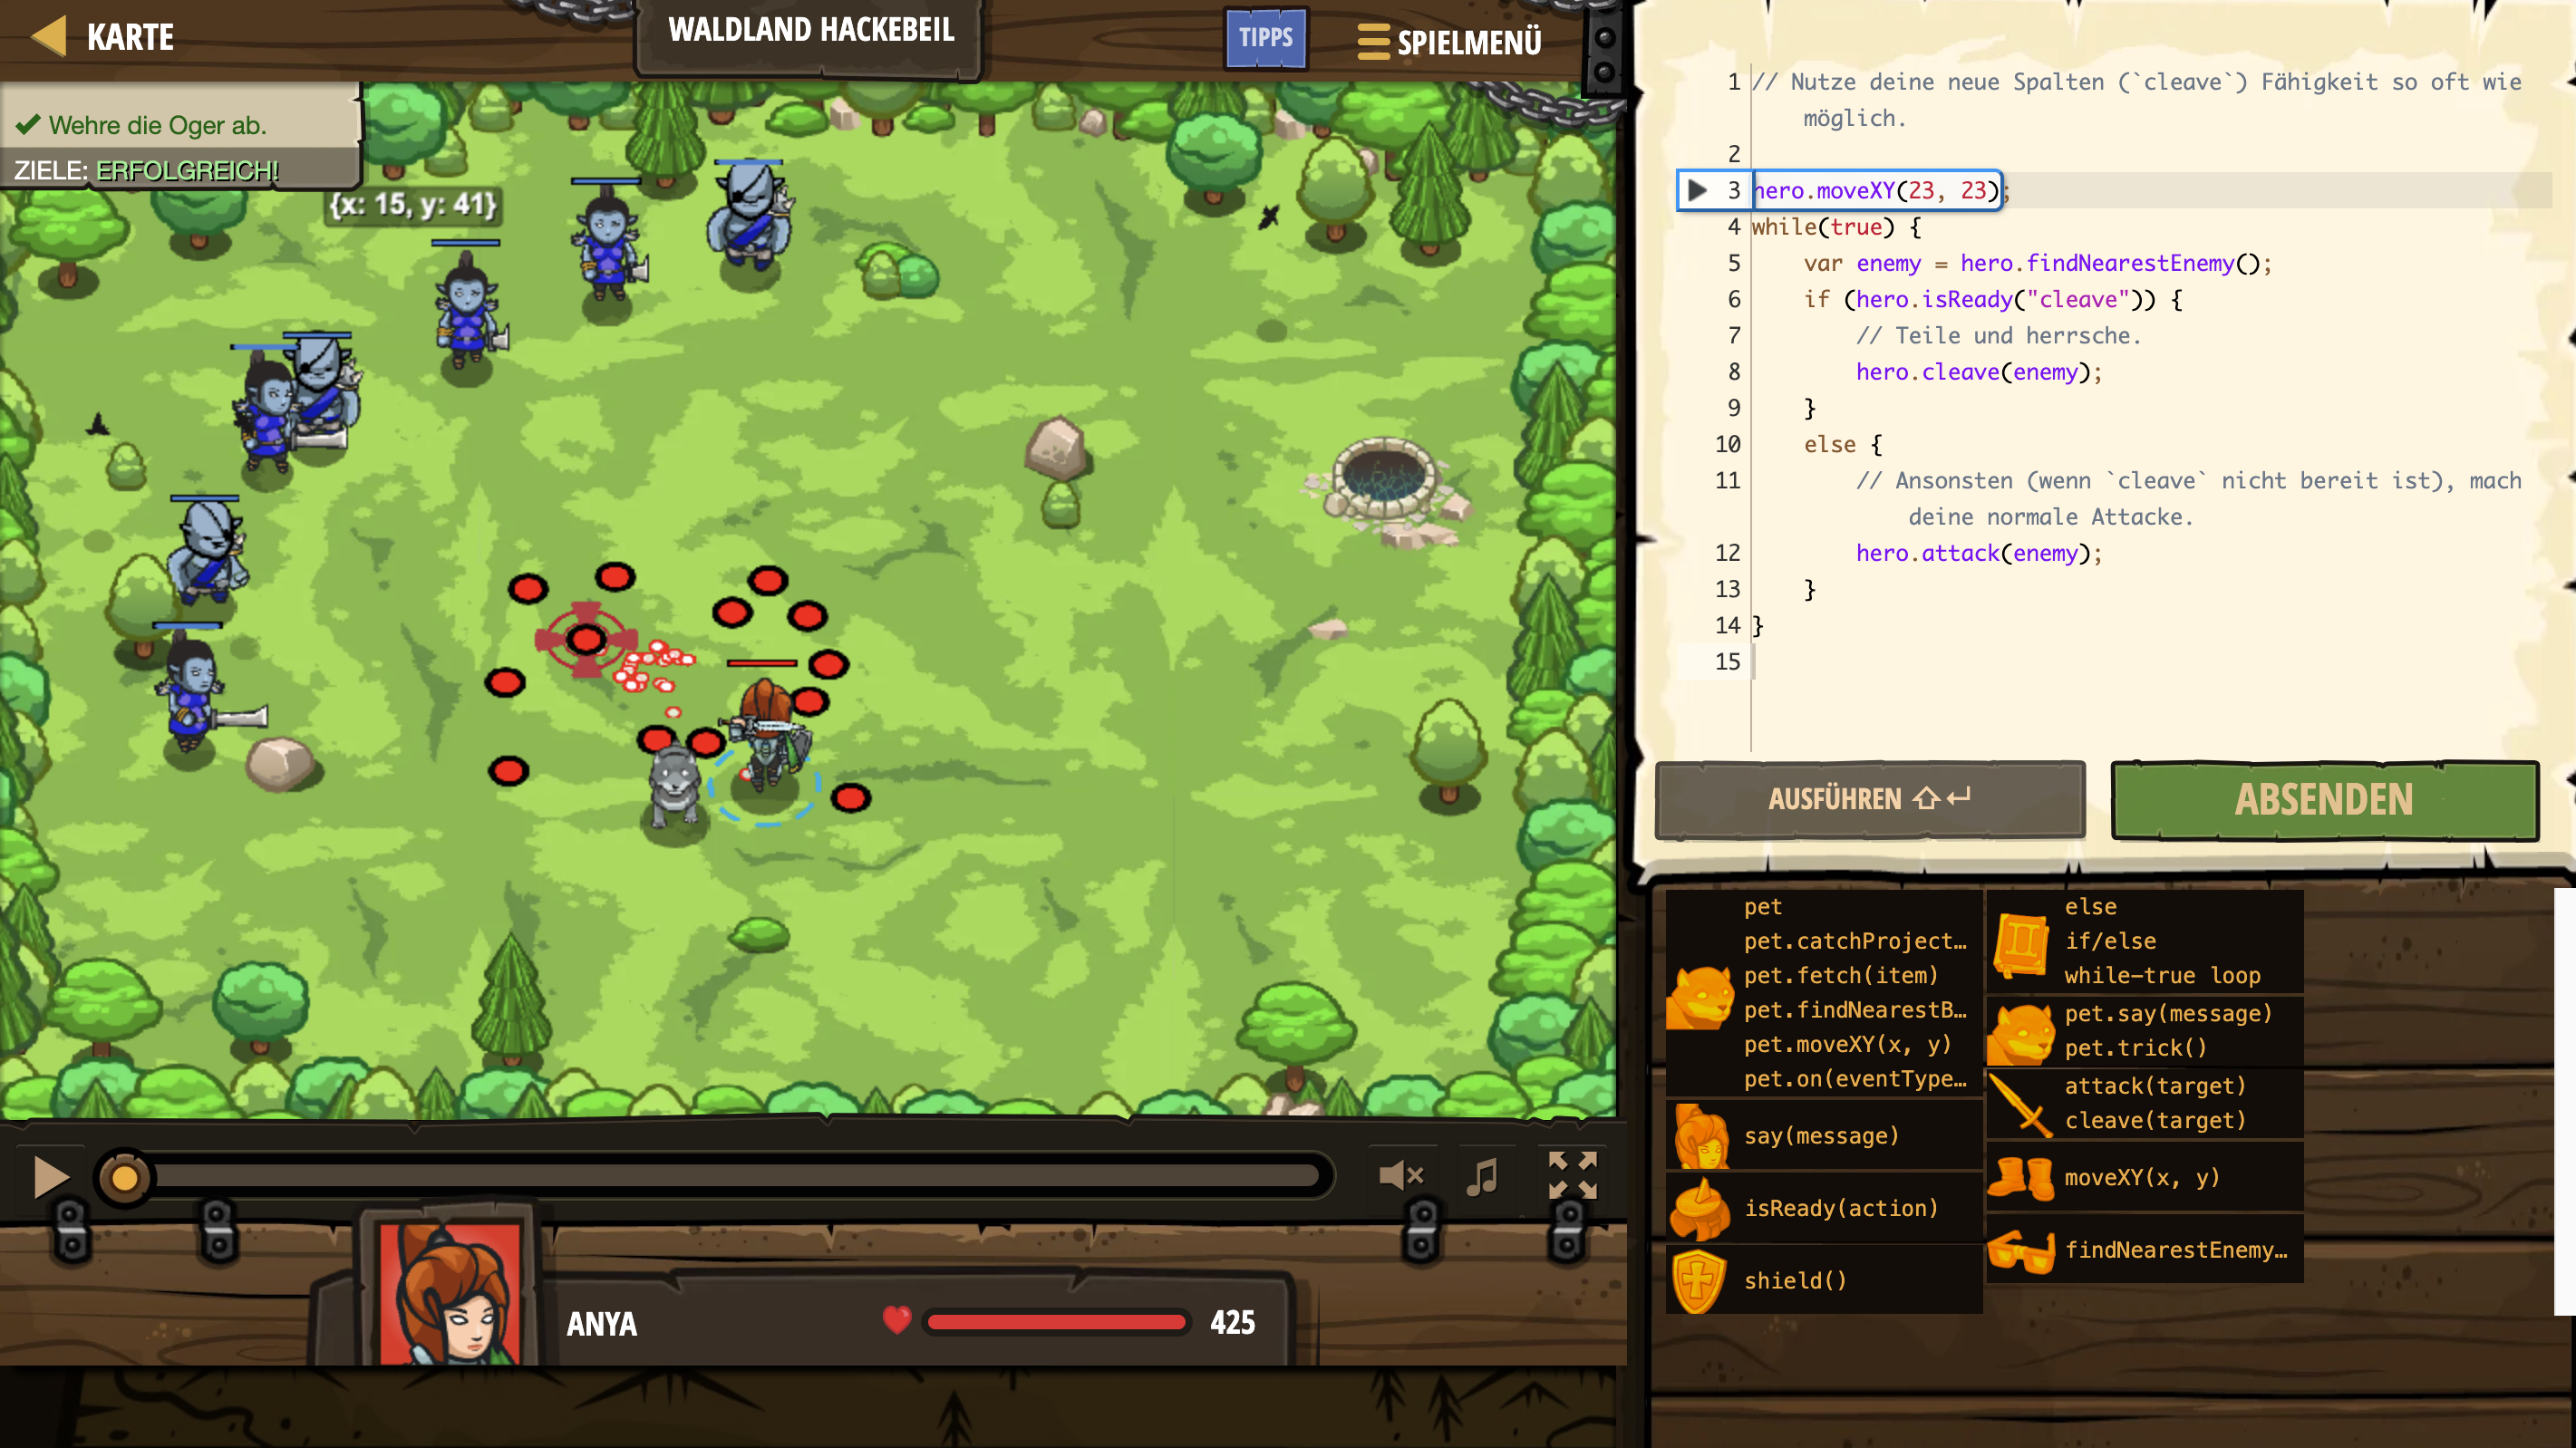 KARTE
WALDLAND HACKEBEIL
TIPPS
SPIELMENÜ
Wehre die Oger ab.
ZIELE: ERFOLGREICH!
{x: 15, y: 41}
1 // Nutze deine neue Spalten (`cleave`) Fähigkeit so oft wie
möglich.
2
3 hero.moveXY(23, 23);
4 while(true) {
5 var enemy = hero.findNearestEnemy();
6 if (hero.isReady("cleave")) {
7 // Teile und herrsche.
8 hero.cleave(enemy);
9 }
10 else {
11 // Ansonsten (wenn `cleave` nicht bereit ist), mach
deine normale Attacke.
12 hero.attack(enemy);
13 }
14 }
15
AUSFÜHREN
ABSENDEN
pet
pet.catchProject…
pet.fetch(item)
pet.findNearestB…
pet.moveXY(x, y)
pet.on(eventType…
say(message)
isReady(action)
shield()
else
if/else
while-true loop
pet.say(message)
pet.trick()
attack(target)
cleave(target)
moveXY(x, y)
findNearestEnemy…
ANYA
425